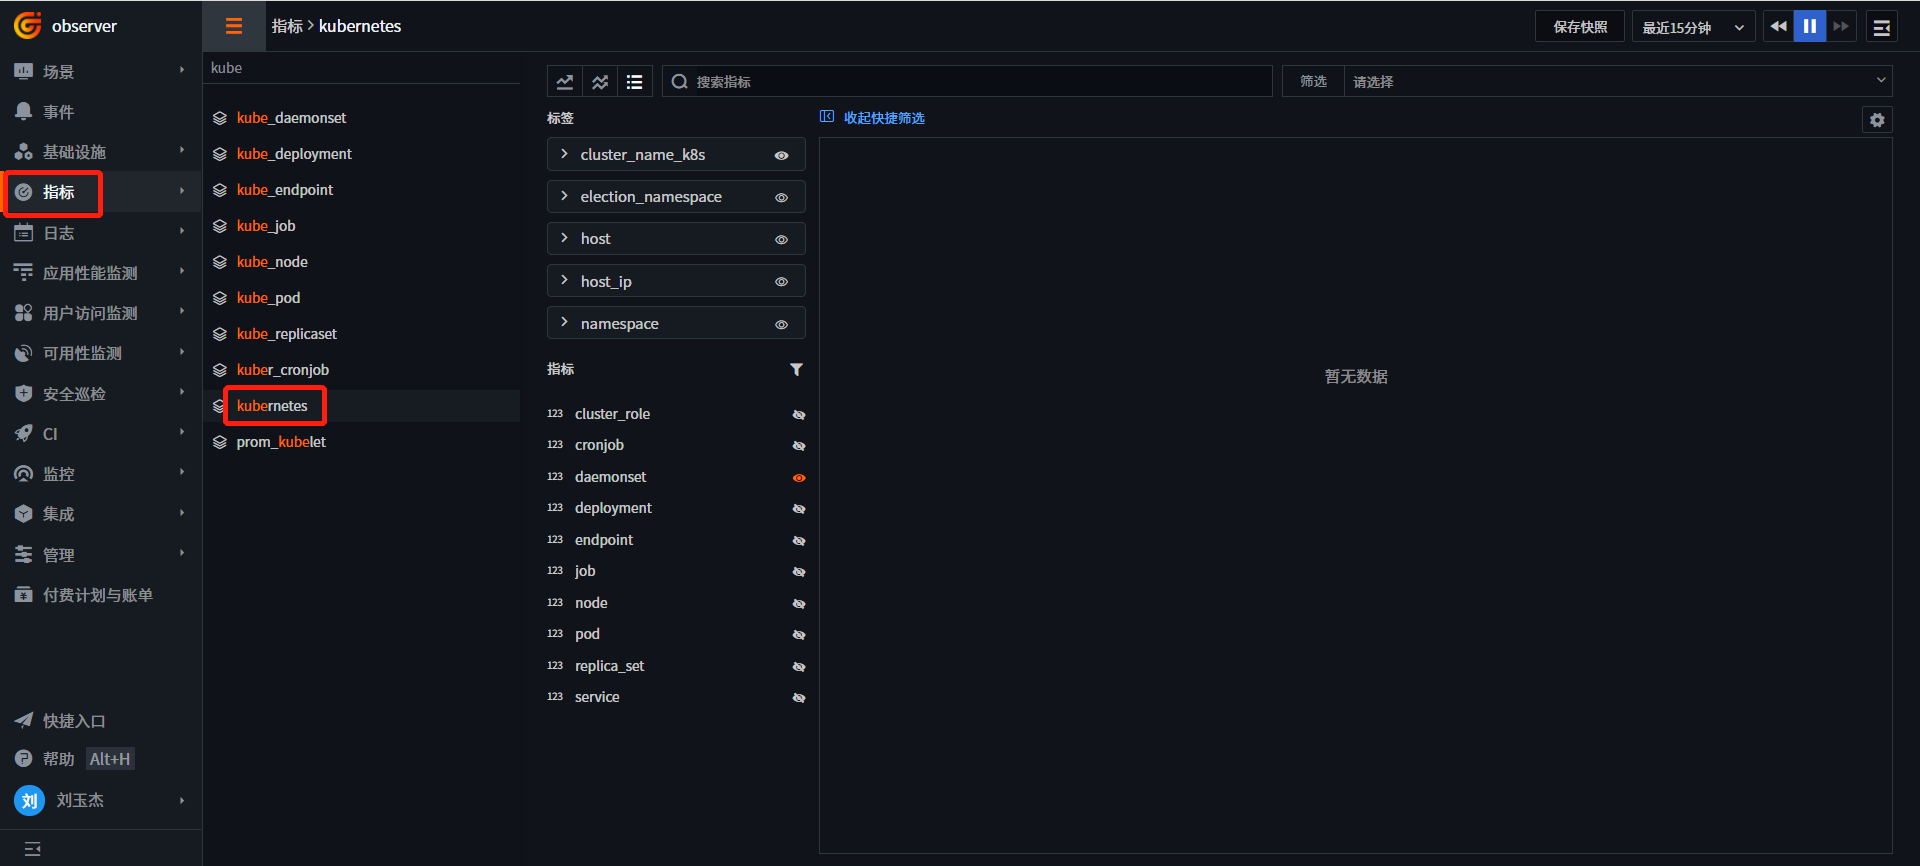 observer
指标 > kubernetes
保存快照
最近15分钟
场景
事件
基础设施
指标
日志
应用性能监测
用户访问监测
可用性监测
安全巡检
CI
监控
集成
管理
付费计划与账单
快捷入口
帮助 Alt+H
刘 刘玉杰
kube
kube_daemonset
kube_deployment
kube_endpoint
kube_job
kube_node
kube_pod
kube_replicaset
kuber_cronjob
kubernetes
prom_kubelet
搜索指标
筛选 请选择
标签
收起快捷筛选
cluster_name_k8s
election_namespace
host
host_ip
namespace
指标
123 cluster_role
123 cronjob
123 daemonset
123 deployment
123 endpoint
123 job
123 node
123 pod
123 replica_set
123 service
暂无数据